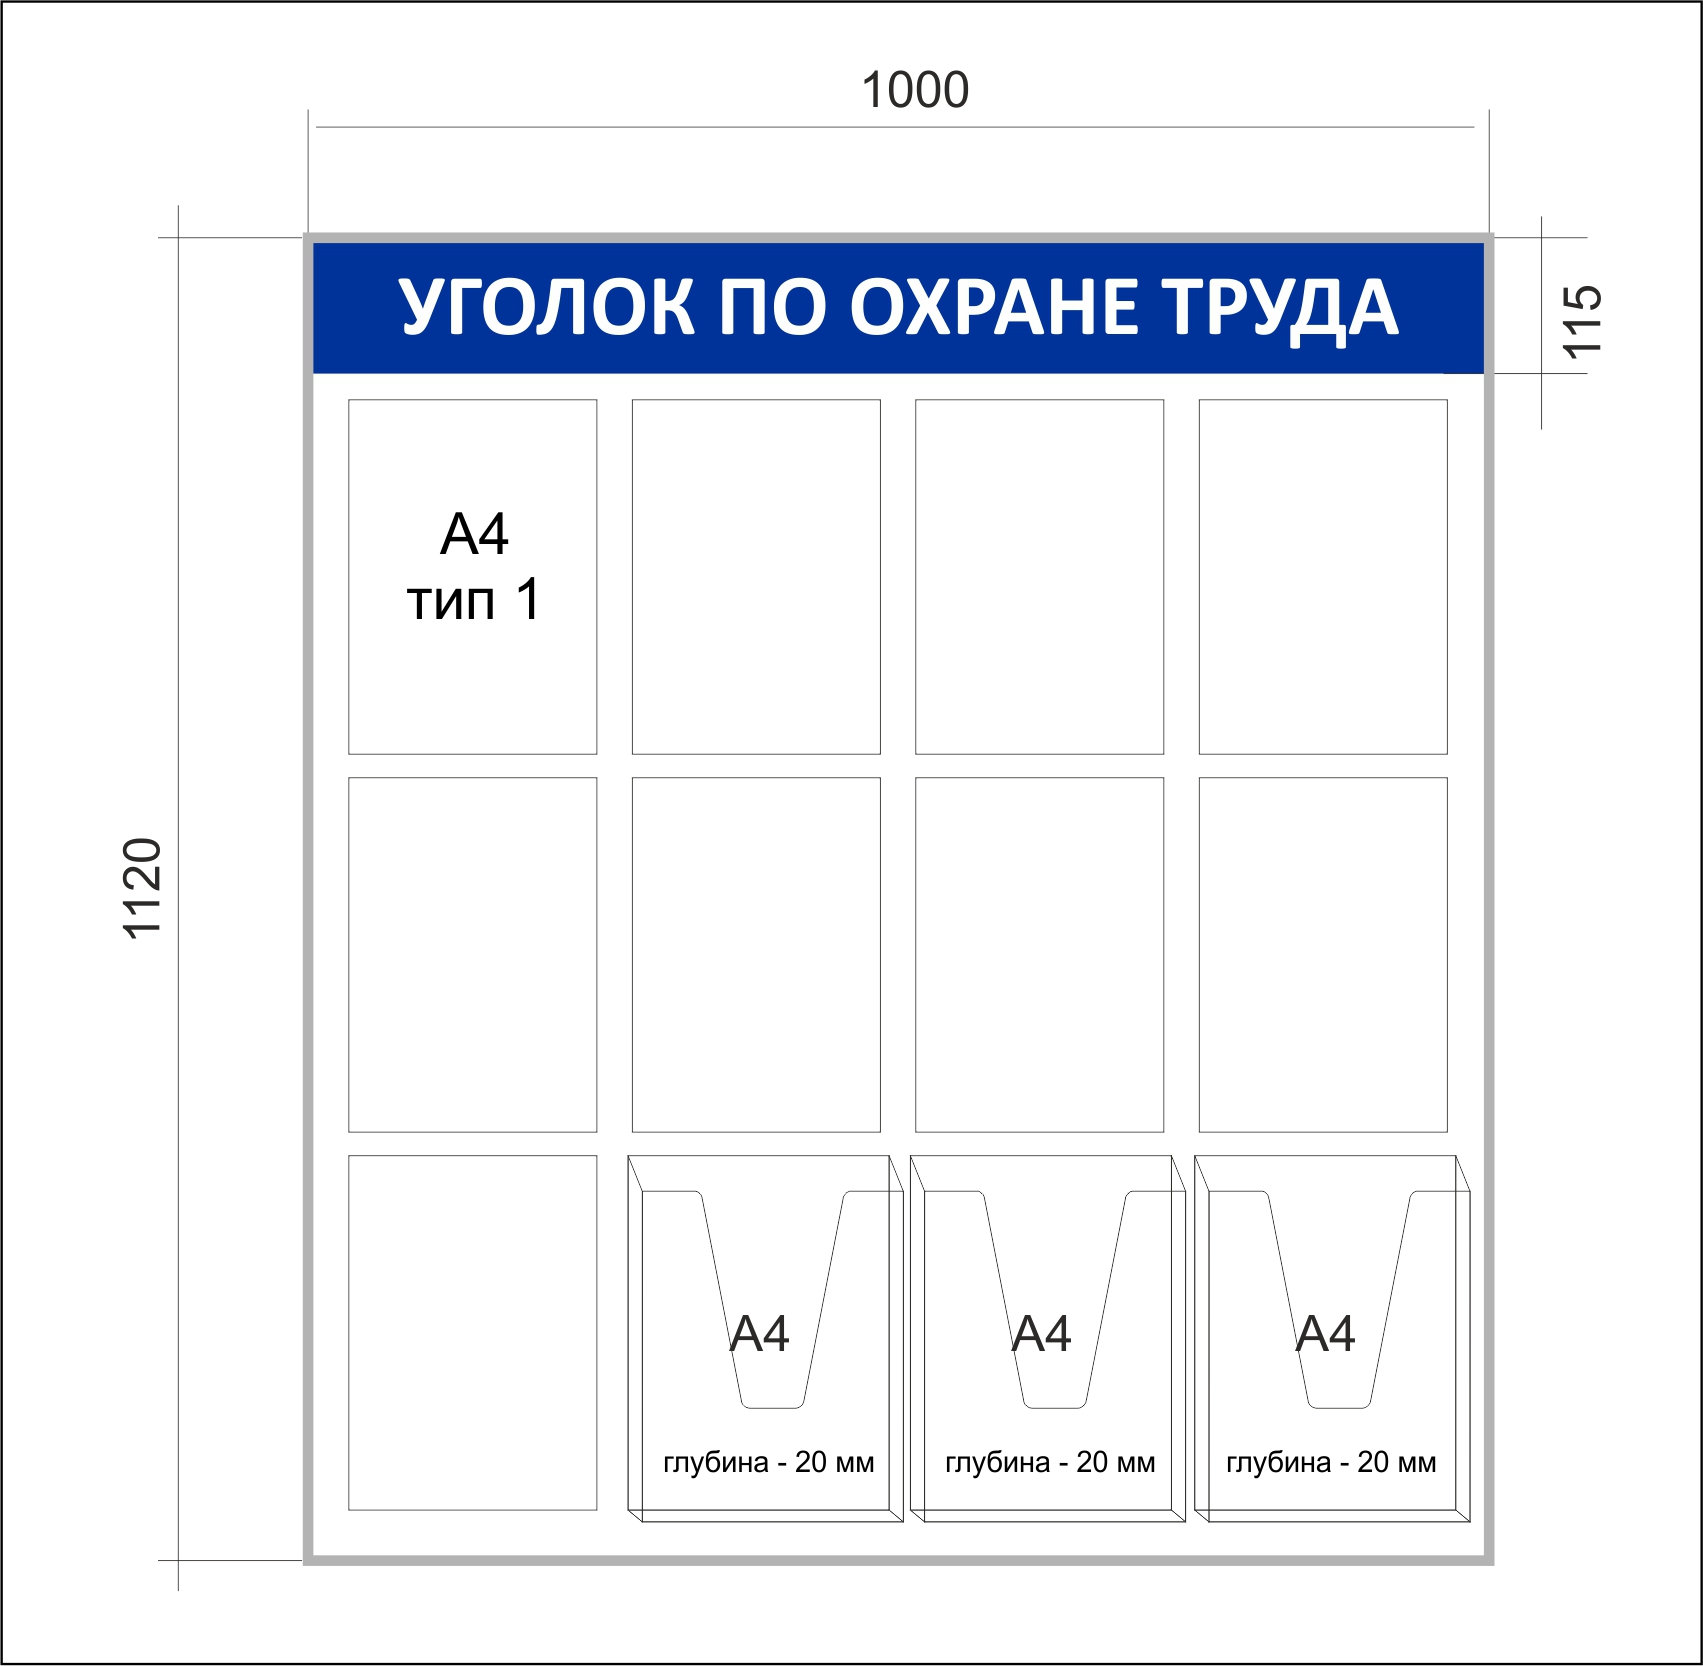 1000
УГОЛОК ПО ОХРАНЕ ТРУДА
115
А4
тип 1
1120
А4
А4
А4
глубина - 20 мм
глубина - 20 мм
глубина - 20 мм